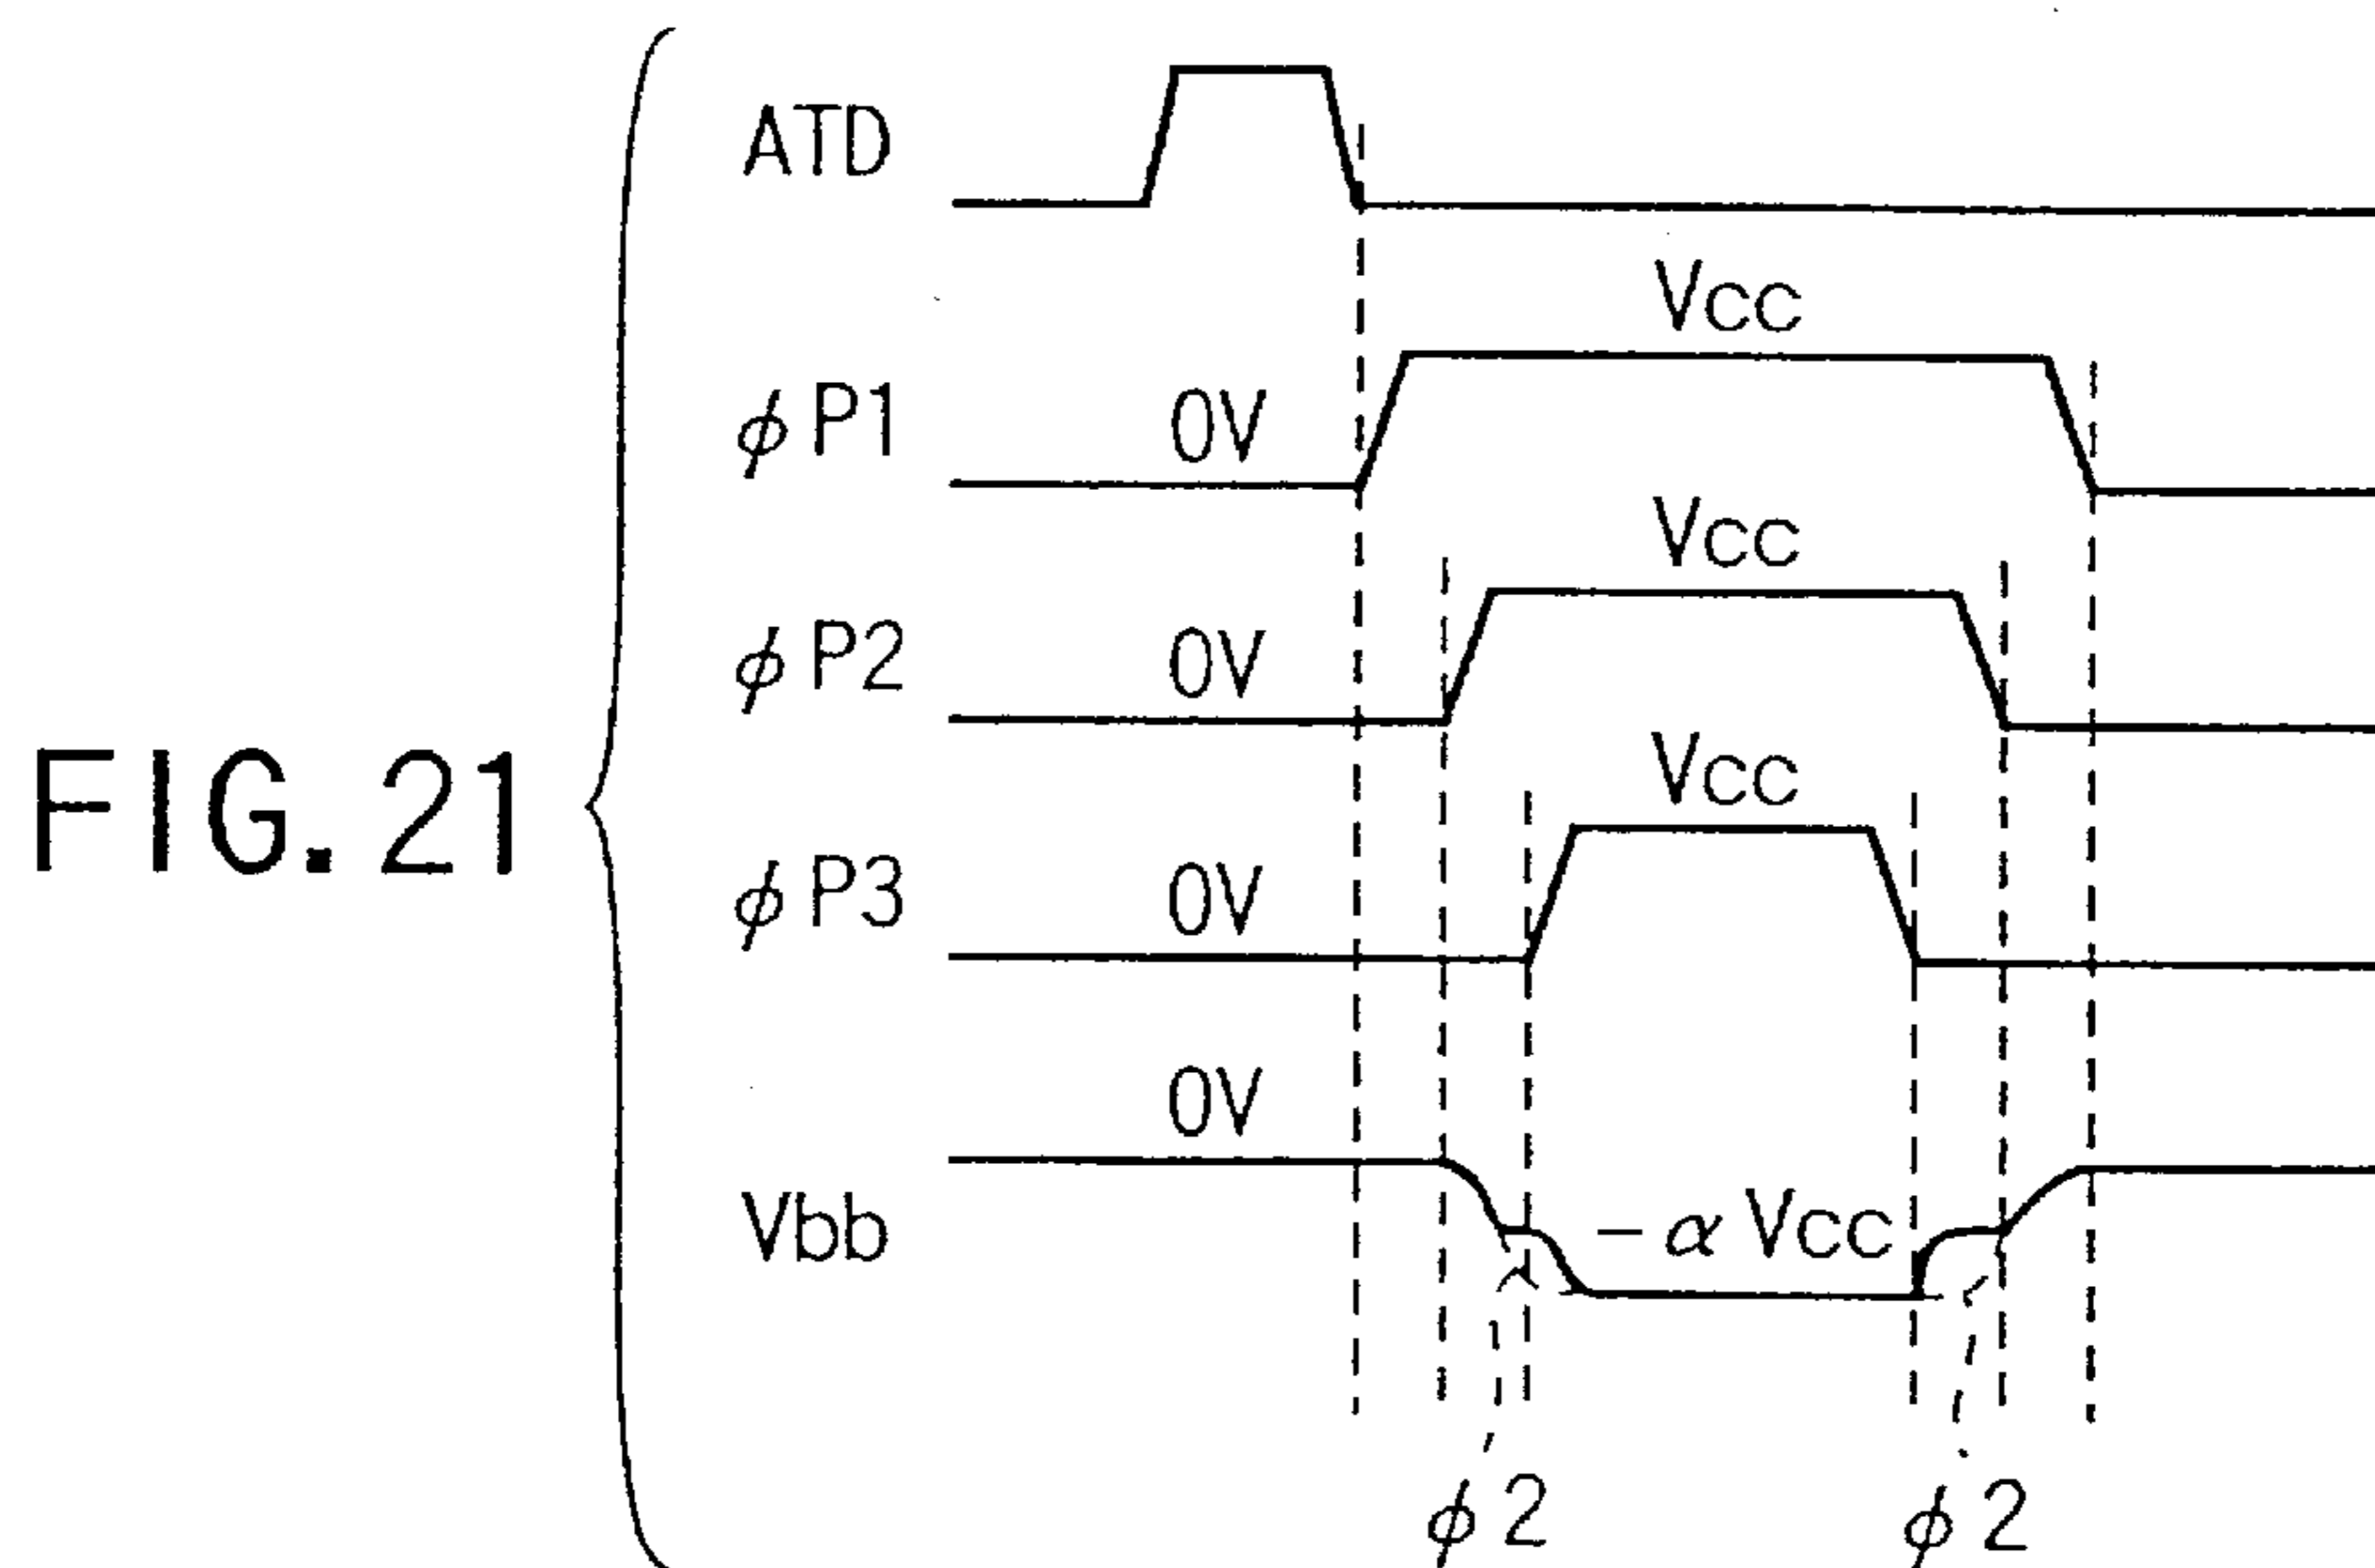 FIG. 21
ATD
Vcc
φP1 0V
Vcc
φP2 0V
Vcc
φP3 0V
0V
Vbb -αVcc
φ2 φ2